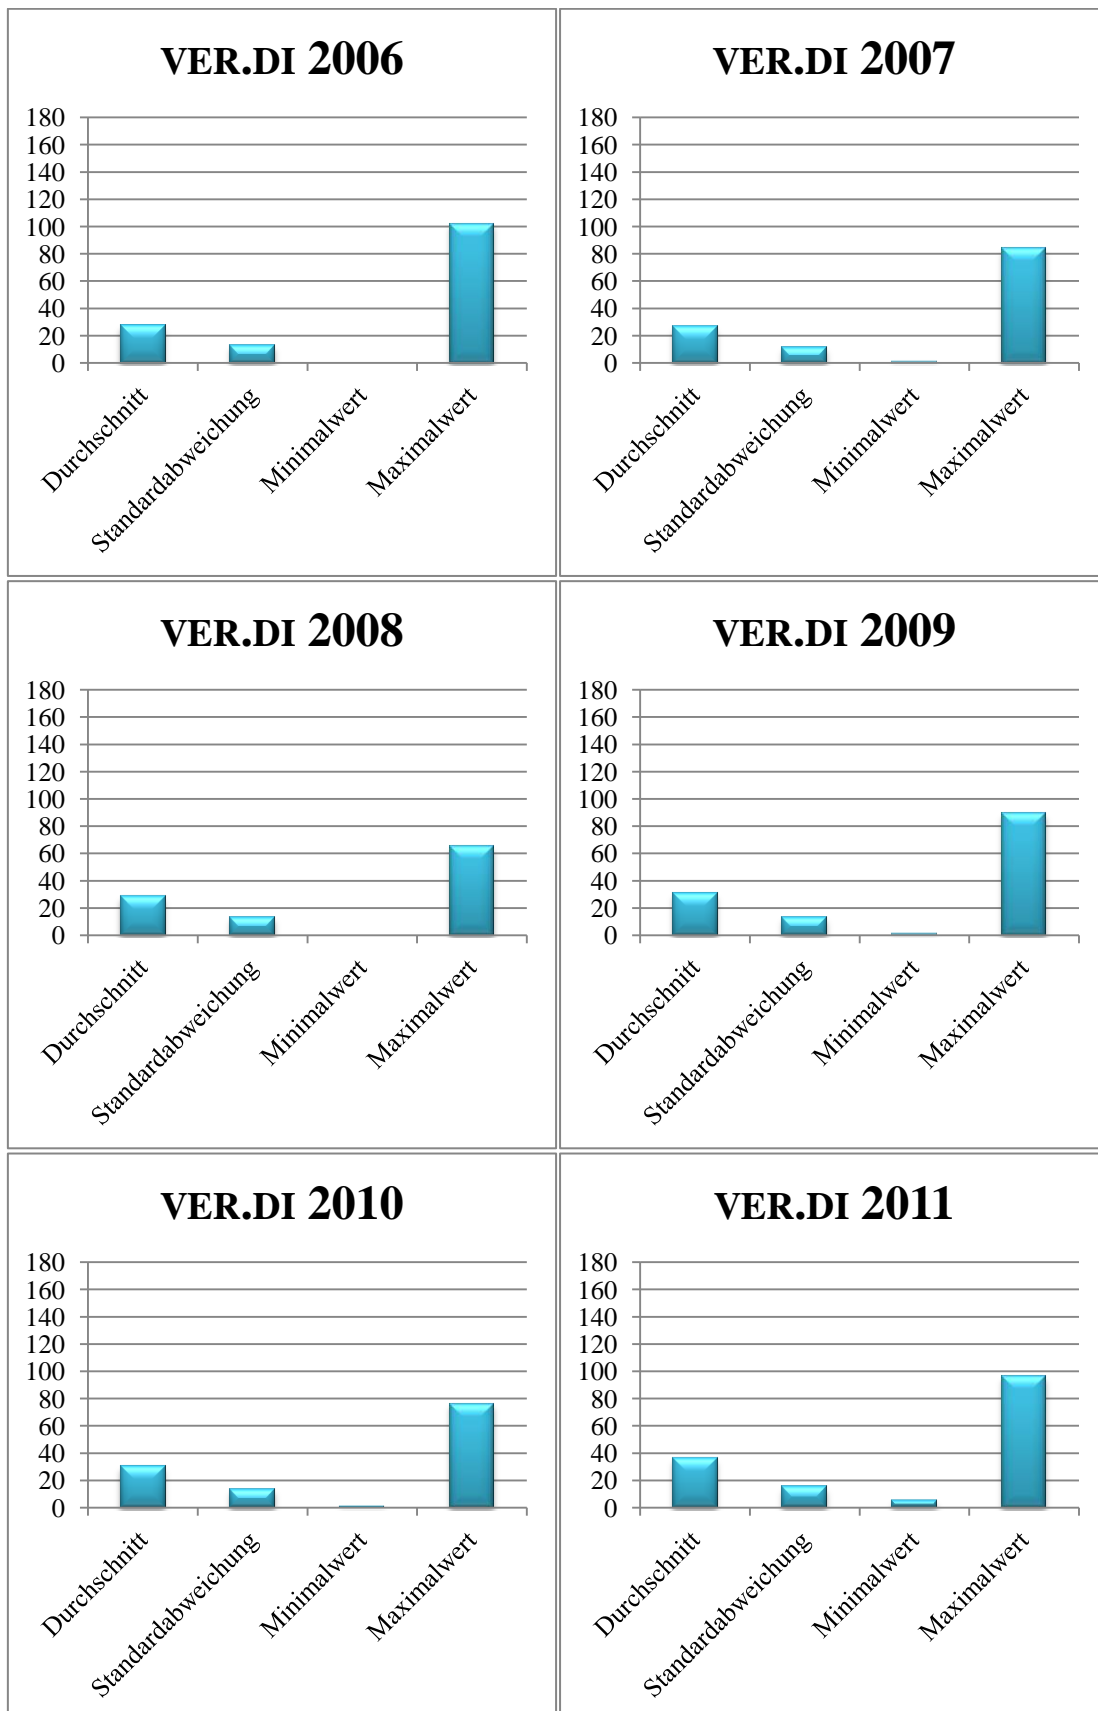 VER.DI 2006
180
160
140
120
100
80
60
40
20
0
Durchschnitt
Standardabweichung
Minimalwert
Maximalwert
VER.DI 2007
180
160
140
120
100
80
60
40
20
0
Durchschnitt
Standardabweichung
Minimalwert
Maximalwert
VER.DI 2008
180
160
140
120
100
80
60
40
20
0
Durchschnitt
Standardabweichung
Minimalwert
Maximalwert
VER.DI 2009
180
160
140
120
100
80
60
40
20
0
Durchschnitt
Standardabweichung
Minimalwert
Maximalwert
VER.DI 2010
180
160
140
120
100
80
60
40
20
0
Durchschnitt
Standardabweichung
Minimalwert
Maximalwert
VER.DI 2011
180
160
140
120
100
80
60
40
20
0
Durchschnitt
Standardabweichung
Minimalwert
Maximalwert